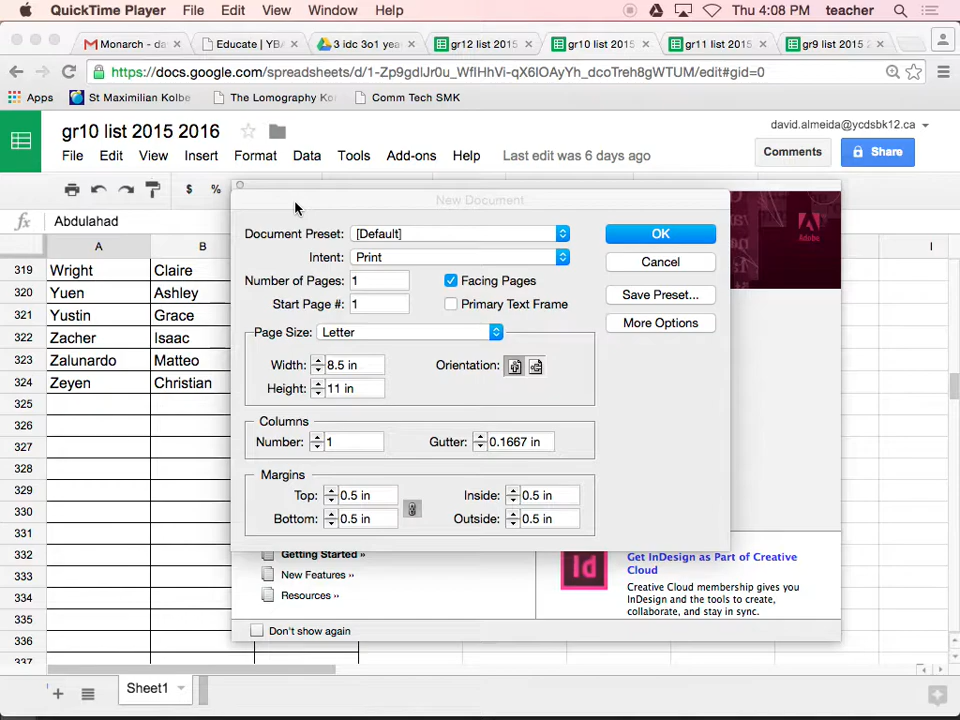 QuickTime Player File Edit View Window Help Thu 4:08 PM teacher
Monarch - da Educate | YBA 3 idc 3o1 yea gr12 list 2015 gr10 list 2015 gr11 list 2015 gr9 list 2015
https://docs.google.com/spreadsheets/d/1-Zp9gdlJr0u_WflHhVi-qX6IOAyYh_dcoTreh8gWTUM/edit#gid=0
Apps St Maximilian Kolbe The Lomography Kor Comm Tech SMK
gr10 list 2015 2016
david.almeida@ycdsbk12.ca
File Edit View Insert Format Data Tools Add-ons Help Last edit was 6 days ago
Comments Share
$ %
New Document
fx Abdulahad
Document Preset: [Default] OK
A B I
Adobe
Intent: Print Cancel
319 Wright Claire
Number of Pages: 1 Facing Pages
320 Yuen Ashley
Save Preset...
321 Yustin Grace
Start Page #: 1 Primary Text Frame
322 Zacher Isaac
More Options
Page Size: Letter
323 Zalunardo Matteo
Width: 8.5 in Orientation:
324 Zeyen Christian
Height: 11 in
325
326
Columns
327
Number: 1 Gutter: 0.1667 in
328
Margins
329
Top: 0.5 in Inside: 0.5 in
330
Bottom: 0.5 in Outside: 0.5 in
331
332
Getting Started »
Get InDesign as Part of Creative
Cloud
333
New Features »
Id
Creative Cloud membership gives you
334
Resources »
InDesign and the tools to create,
collaborate, and stay in sync.
335
Don't show again
336
337
Sheet1